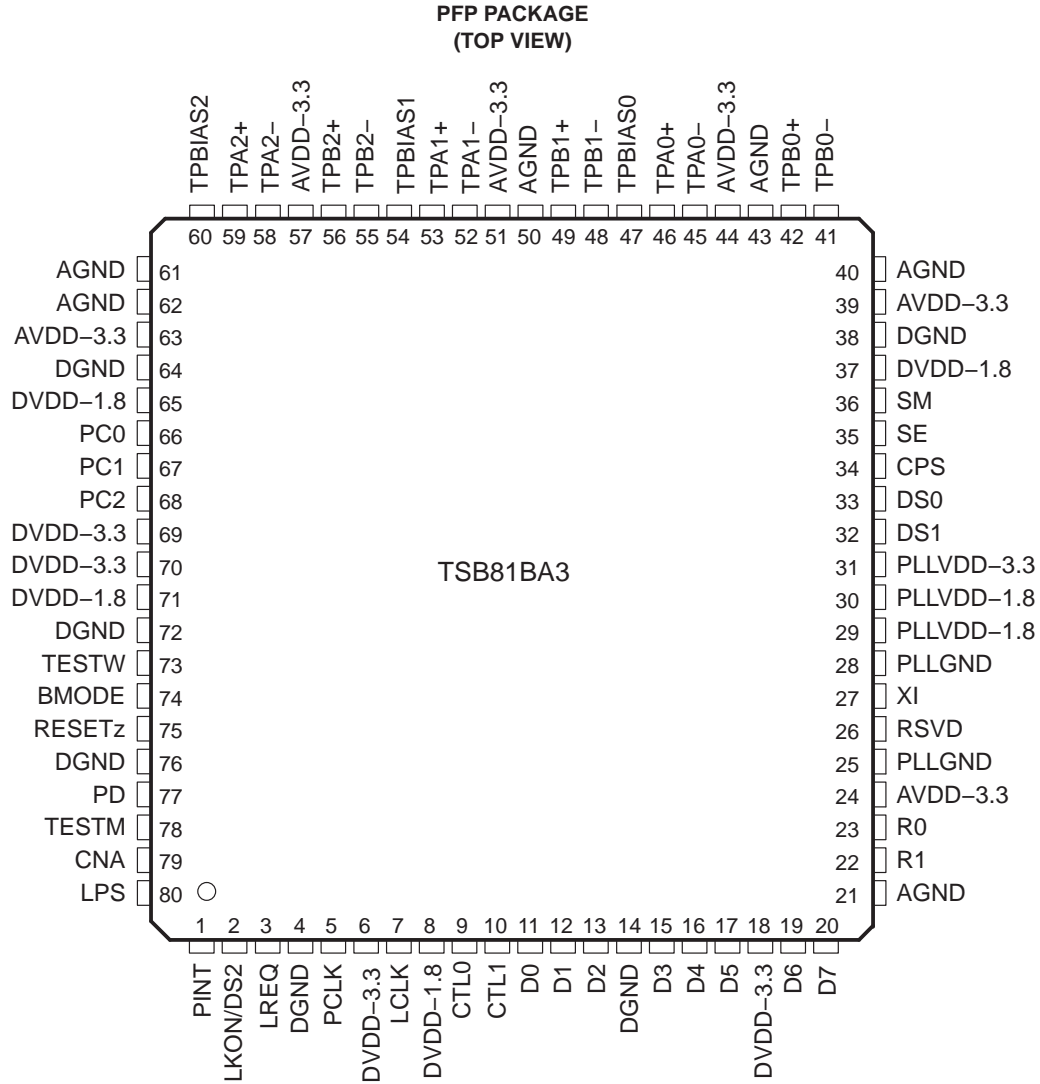 PFP PACKAGE
(TOP VIEW)
TPBIAS2
TPA2+
TPA2−
AVDD−3.3
TPB2+
TPB2−
TPBIAS1
TPA1+
TPA1−
AVDD−3.3
AGND
TPB1+
TPB1−
TPBIAS0
TPA0+
TPA0−
AVDD−3.3
AGND
TPB0+
TPB0−
60 59 58 57 56 55 54 53 52 51 50 49 48 47 46 45 44 43 42 41
AGND 61 40 AGND
AGND 62 39 AVDD−3.3
AVDD−3.3 63 38 DGND
DGND 64 37 DVDD−1.8
DVDD−1.8 65 36 SM
PC0 66 35 SE
PC1 67 34 CPS
PC2 68 33 DS0
DVDD−3.3 69 32 DS1
DVDD−3.3 70 TSB81BA3 31 PLLVDD−3.3
DVDD−1.8 71 30 PLLVDD−1.8
DGND 72 29 PLLVDD−1.8
TESTW 73 28 PLLGND
BMODE 74 27 XI
RESETz 75 26 RSVD
DGND 76 25 PLLGND
PD 77 24 AVDD−3.3
TESTM 78 23 R0
CNA 79 22 R1
LPS 80 21 AGND
1 2 3 4 5 6 7 8 9 10 11 12 13 14 15 16 17 18 19 20
PINT
LKON/DS2
LREQ
DGND
PCLK
DVDD−3.3
LCLK
DVDD−1.8
CTL0
CTL1
D0
D1
D2
DGND
D3
D4
D5
DVDD−3.3
D6
D7